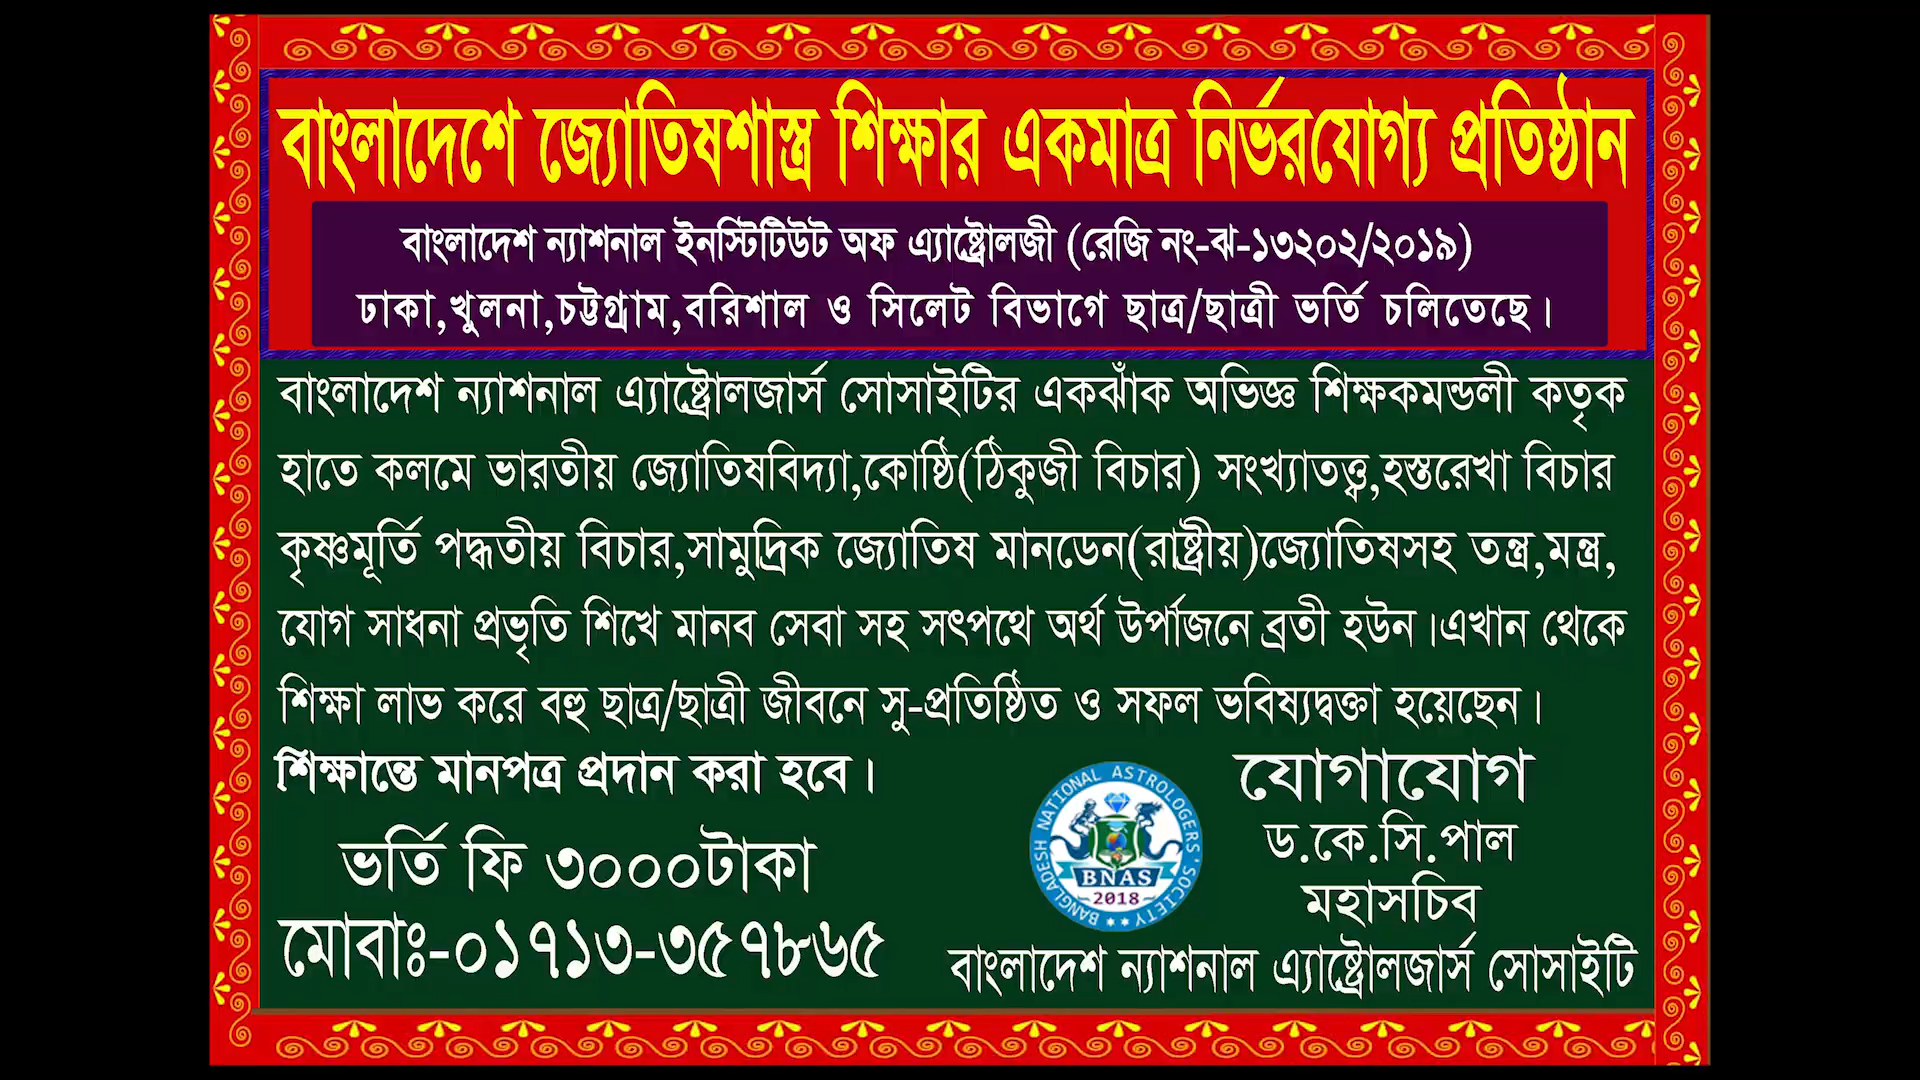 বাংলাদেশে জ্যোতিষশাস্ত্র শিক্ষার একমাত্র নির্ভরযোগ্য প্রতিষ্ঠান
বাংলাদেশ ন্যাশনাল ইনস্টিটিউট অফ এ্যাষ্ট্রোলজী (রেজি নং-ঝ-১৩২০২/২০১৯)
ঢাকা,খুলনা,চট্টগ্রাম,বরিশাল ও সিলেট বিভাগে ছাত্র/ছাত্রী ভর্তি চলিতেছে।
বাংলাদেশ ন্যাশনাল এ্যাষ্ট্রোলজার্স সোসাইটির একঝাঁক অভিজ্ঞ শিক্ষকমন্ডলী কতৃক
হাতে কলমে ভারতীয় জ্যোতিষবিদ্যা,কোষ্ঠি(ঠিকুজী বিচার) সংখ্যাতত্ত্ব,হস্তরেখা বিচার
কৃষ্ণমূর্তি পদ্ধতীয় বিচার,সামুদ্রিক জ্যোতিষ মানডেন(রাষ্ট্রীয়)জ্যোতিষসহ তন্ত্র,মন্ত্র,
যোগ সাধনা প্রভৃতি শিখে মানব সেবা সহ সৎপথে অর্থ উর্পাজনে ব্রতী হউন।এখান থেকে
শিক্ষা লাভ করে বহু ছাত্র/ছাত্রী জীবনে সু-প্রতিষ্ঠিত ও সফল ভবিষ্যদ্বক্তা হয়েছেন।
শিক্ষান্তে মানপত্র প্রদান করা হবে।
ভর্তি ফি ৩০০০টাকা
মোবাঃ-০১৭১৩-৩৫৭৮৬৫
BANGLADESH NATIONAL ASTROLOGERS' SOCIETY
BNAS
2018
যোগাযোগ
ড.কে.সি.পাল
মহাসচিব
বাংলাদেশ ন্যাশনাল এ্যাষ্ট্রোলজার্স সোসাইটি